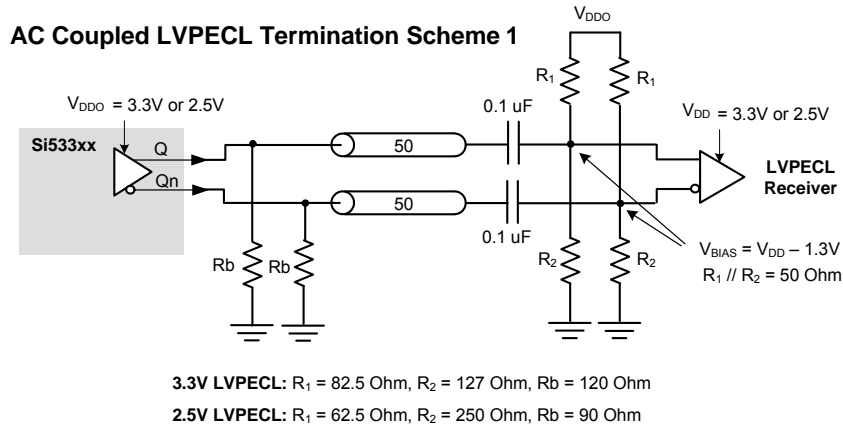 AC Coupled LVPECL Termination Scheme 1
VDDO
R1
R1
VDDO = 3.3V or 2.5V
0.1 uF
VDD = 3.3V or 2.5V
Si533xx
Q
50
Qn
LVPECL
Receiver
50
0.1 uF
Rb
Rb
R2
R2
VBIAS = VDD – 1.3V
R1 // R2 = 50 Ohm
3.3V LVPECL: R1 = 82.5 Ohm, R2 = 127 Ohm, Rb = 120 Ohm
2.5V LVPECL: R1 = 62.5 Ohm, R2 = 250 Ohm, Rb = 90 Ohm